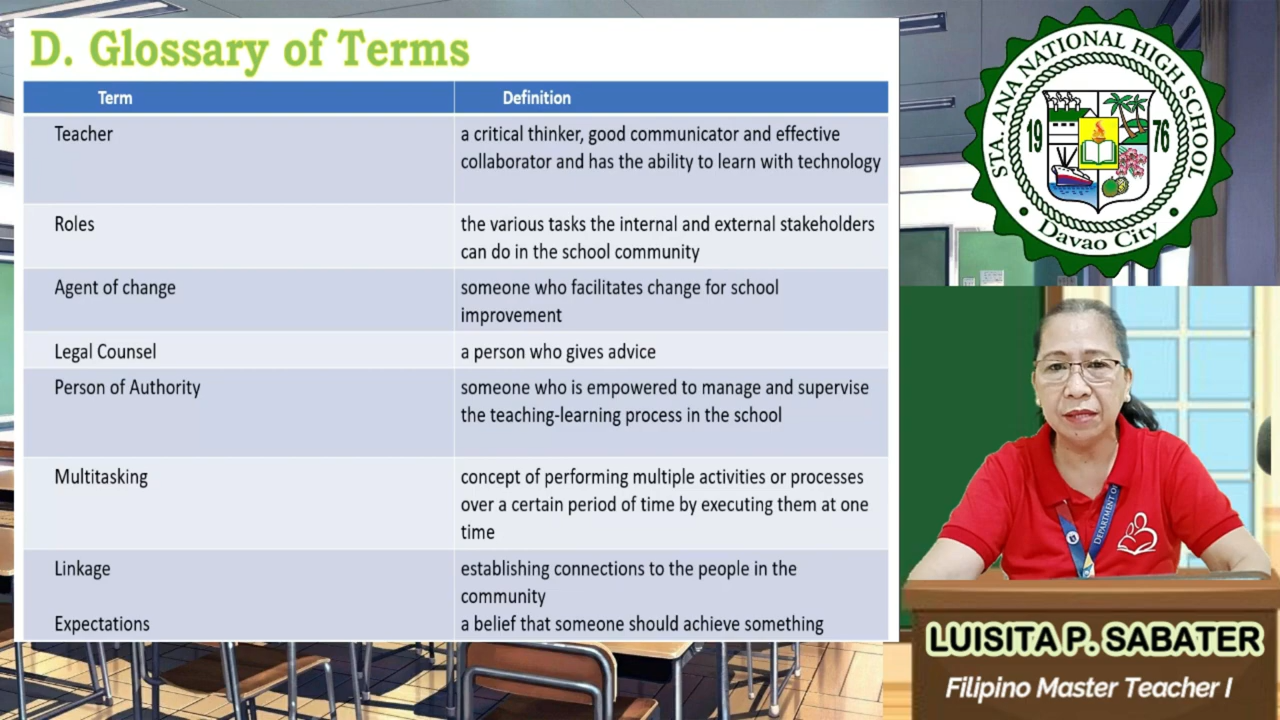 D. Glossary of Terms
Term Definition
Teacher a critical thinker, good communicator and effective
collaborator and has the ability to learn with technology
Roles the various tasks the internal and external stakeholders
can do in the school community
Agent of change someone who facilitates change for school
improvement
Legal Counsel a person who gives advice
Person of Authority someone who is empowered to manage and supervise
the teaching-learning process in the school
Multitasking concept of performing multiple activities or processes
over a certain period of time by executing them at one
time
Linkage establishing connections to the people in the
community
Expectations a belief that someone should achieve something
STA. ANA NATIONAL HIGH SCHOOL
19 76
Davao City
DEPARTMENT O
LUISITA P. SABATER
Filipino Master Teacher I